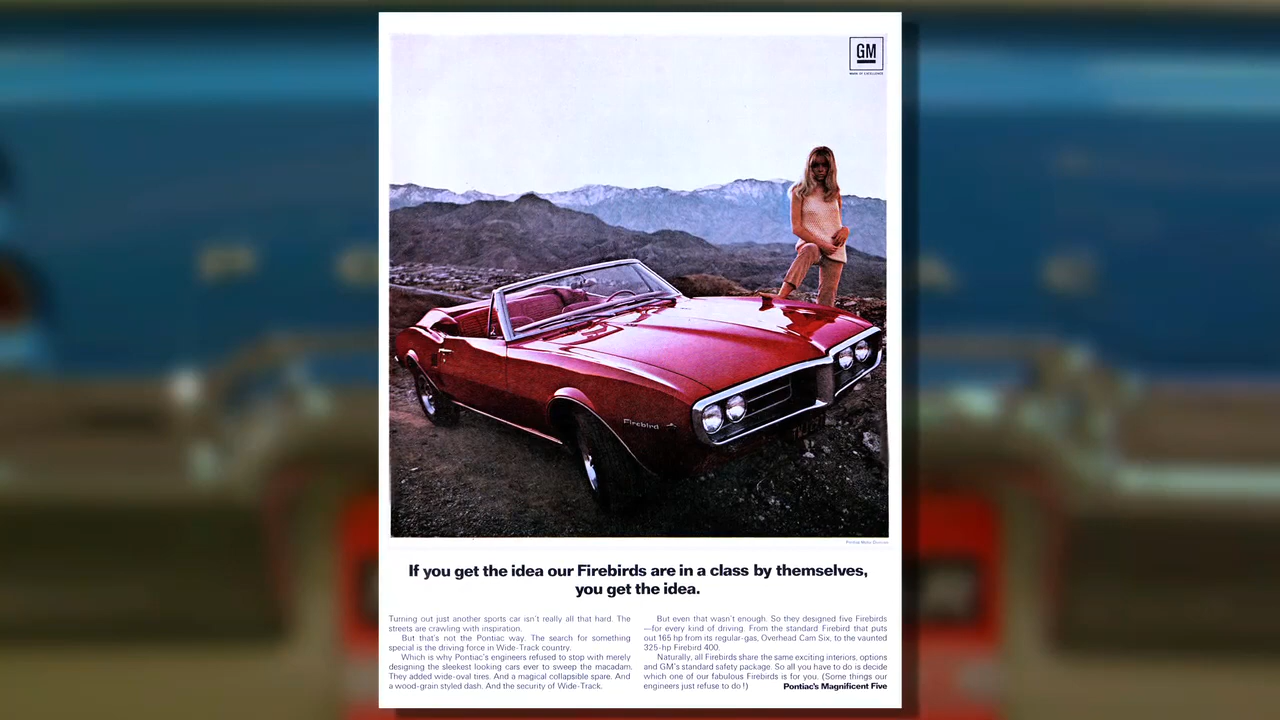 GM
MARK OF EXCELLENCE
Firebird
Pontiac Motor Division
If you get the idea our Firebirds are in a class by themselves,
you get the idea.
Turning out just another sports car isn't really all that hard. The
streets are crawling with inspiration.
But that's not the Pontiac way. The search for something
special is the driving force in Wide-Track country.
Which is why Pontiac's engineers refused to stop with merely
designing the sleekest looking cars ever to sweep the macadam.
They added wide-oval tires. And a magical collapsible spare. And
a wood-grain styled dash. And the security of Wide-Track.
But even that wasn't enough. So they designed five Firebirds
—for every kind of driving. From the standard Firebird that puts
out 165 hp from its regular-gas, Overhead Cam Six, to the vaunted
325-hp Firebird 400.
Naturally, all Firebirds share the same exciting interiors, options
and GM's standard safety package. So all you have to do is decide
which one of our fabulous Firebirds is for you. (Some things our
engineers just refuse to do!) Pontiac's Magnificent Five